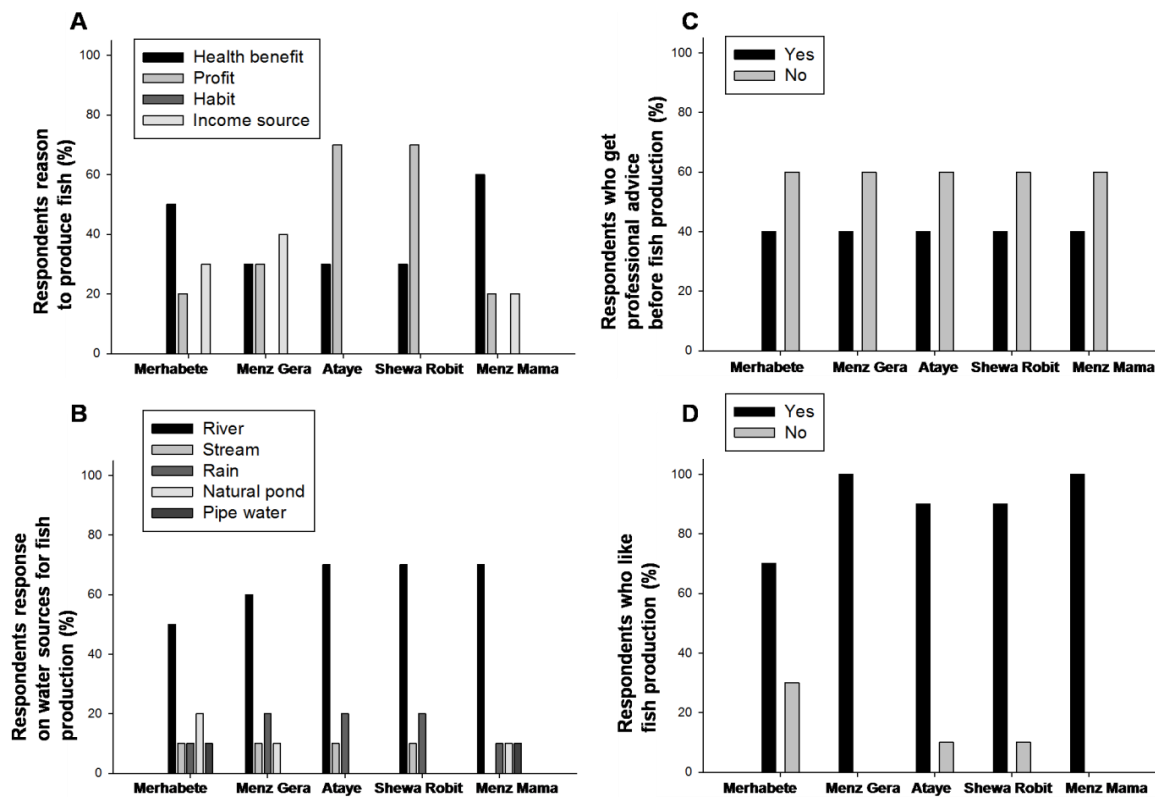 A
Health benefit
Profit
Habit
Income source
Respondents reason
to produce fish (%)
100
80
60
40
20
0
Merhabete Menz Gera Ataye Shewa Robit Menz Mama
B
River
Stream
Rain
Natural pond
Pipe water
Respondents response
on water sources for fish
production (%)
100
80
60
40
20
0
Merhabete Menz Gera Ataye Shewa Robit Menz Mama
C
Yes
No
Respondents who get
professional advice
before fish production (%)
100
80
60
40
20
0
Merhabete Menz Gera Ataye Shewa Robit Menz Mama
D
Yes
No
Respondents who like
fish production (%)
100
80
60
40
20
0
Merhabete Menz Gera Ataye Shewa Robit Menz Mama